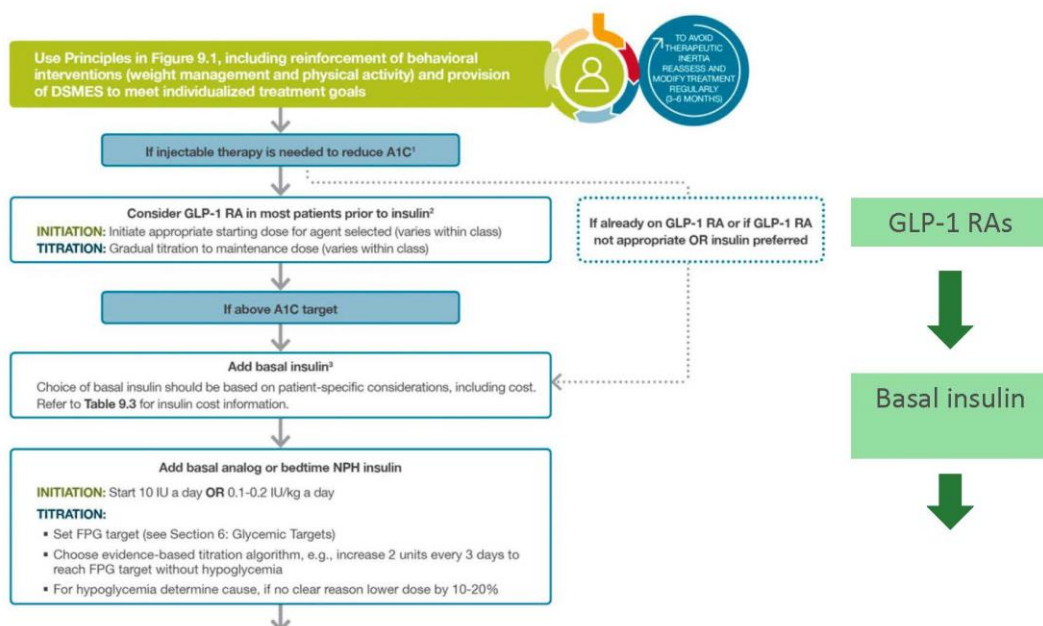 Use Principles in Figure 9.1, including reinforcement of behavioral
interventions (weight management and physical activity) and provision
of DSMES to meet individualized treatment goals
TO AVOID
THERAPEUTIC
INERTIA
REASSESS AND
MODIFY TREATMENT
REGULARLY
(3–6 MONTHS)
If injectable therapy is needed to reduce A1C¹
Consider GLP-1 RA in most patients prior to insulin²
INITIATION: Initiate appropriate starting dose for agent selected (varies within class)
TITRATION: Gradual titration to maintenance dose (varies within class)
If already on GLP-1 RA or if GLP-1 RA
not appropriate OR insulin preferred
GLP-1 RAs
If above A1C target
Add basal insulin³
Choice of basal insulin should be based on patient-specific considerations, including cost.
Refer to Table 9.3 for insulin cost information.
Basal insulin
Add basal analog or bedtime NPH insulin
INITIATION: Start 10 IU a day OR 0.1-0.2 IU/kg a day
TITRATION:
▪ Set FPG target (see Section 6: Glycemic Targets)
▪ Choose evidence-based titration algorithm, e.g., increase 2 units every 3 days to
reach FPG target without hypoglycemia
▪ For hypoglycemia determine cause, if no clear reason lower dose by 10-20%